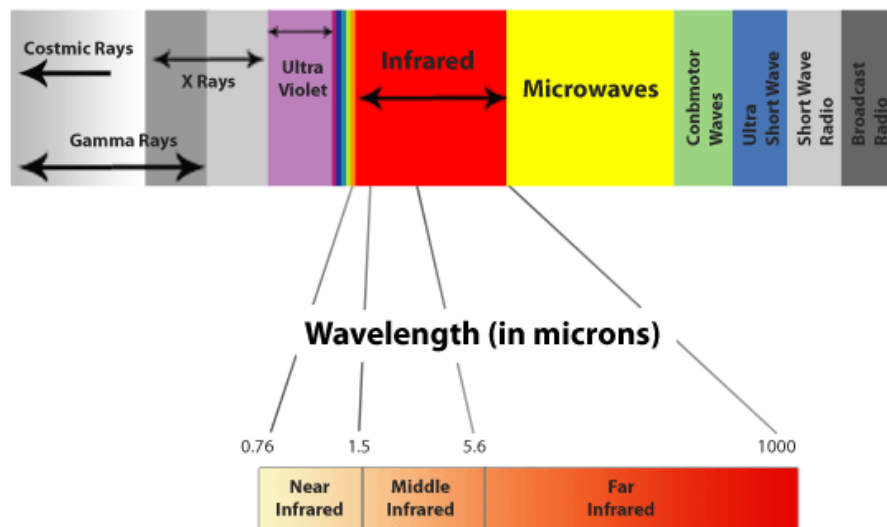 Costmic Rays
X Rays
Gamma Rays
Ultra
Violet
Infrared
Microwaves
Conbmotor
Waves
Ultra
Short Wave
Short Wave
Radio
Broadcast
Radio
Wavelength (in microns)
0.76
1.5
5.6
1000
Near
Infrared
Middle
Infrared
Far
Infrared